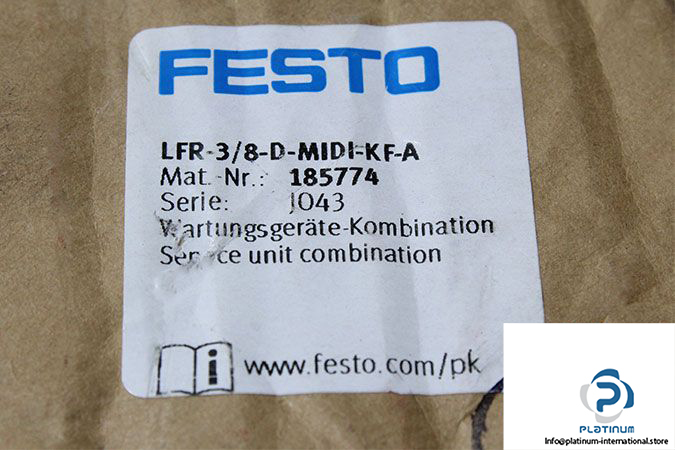 FESTO
LFR-3/8-D-MIDI-KF-A
Mat.-Nr.: 185774
Serie: J043
Wartungsgeräte-Kombination
Service unit combination
i www.festo.com/pk
P
PLATINUM
Info@platinum-international.store